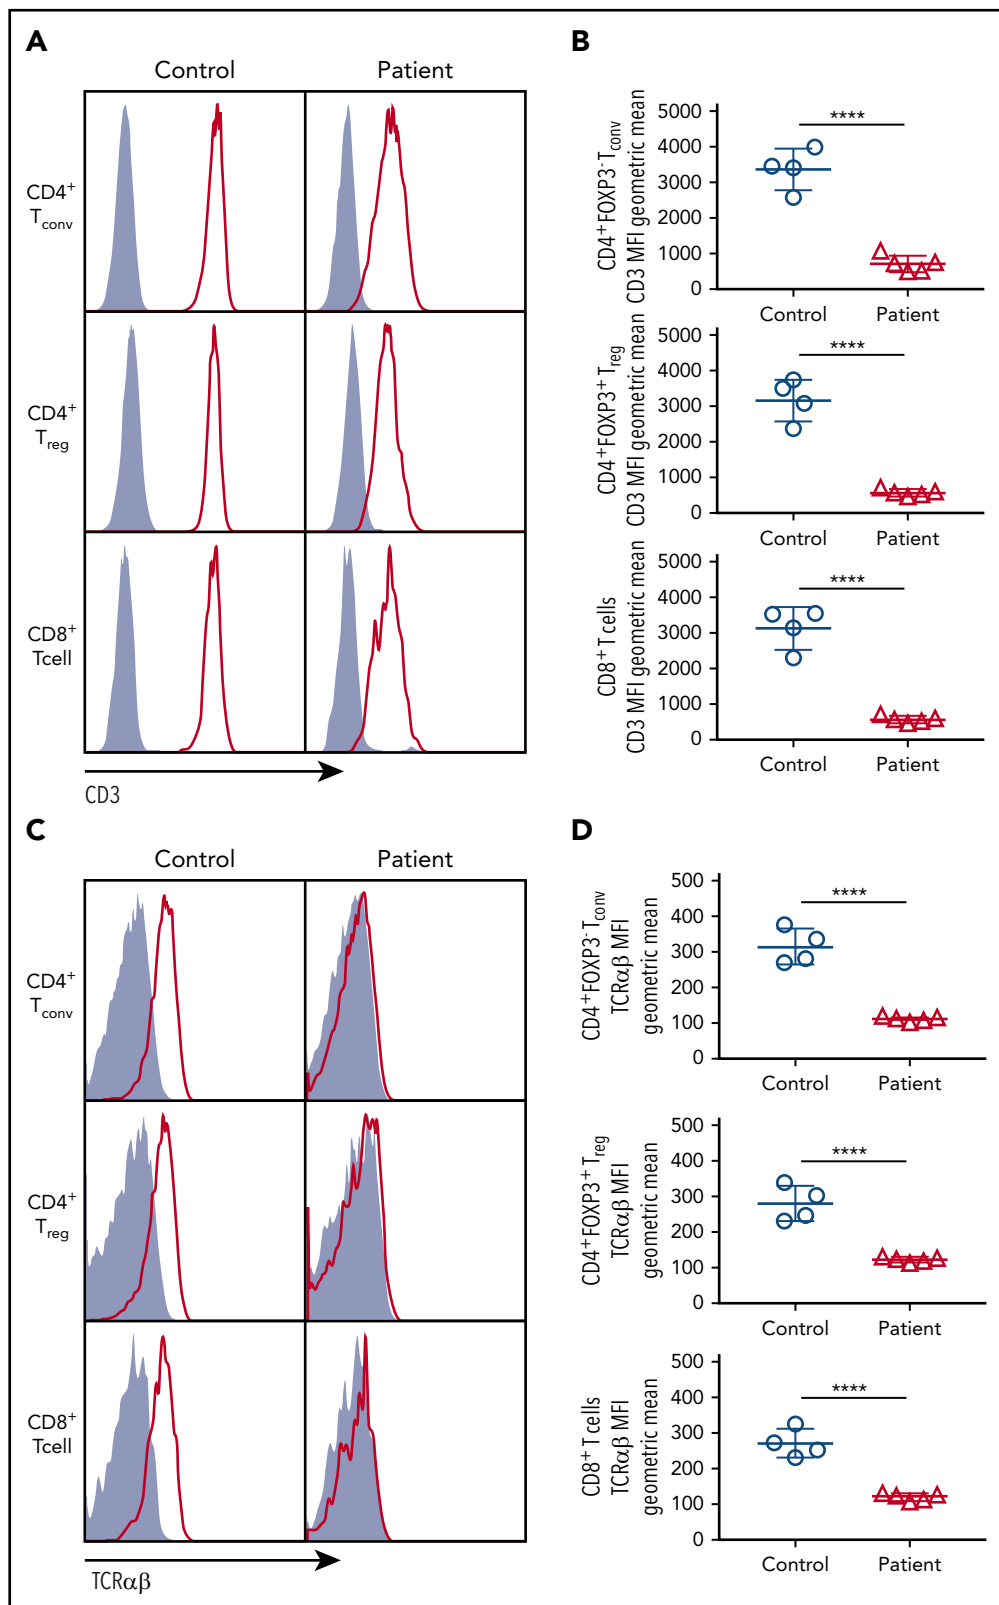 A
Control Patient
CD4+
Tconv
CD4+
Treg
CD8+
Tcell
CD3
B
CD4+FOXP3- Tconv
CD3 MFI geometric mean
5000
4000
3000
2000
1000
0
****
Control Patient
CD4+FOXP3+ Treg
CD3 MFI geometric mean
5000
4000
3000
2000
1000
0
****
Control Patient
CD8+ T cells
CD3 MFI geometric mean
5000
4000
3000
2000
1000
0
****
Control Patient
C
Control Patient
CD4+
Tconv
CD4+
Treg
CD8+
Tcell
TCRαβ
D
CD4+FOXP3- Tconv
TCRαβ MFI
geometric mean
500
400
300
200
100
0
****
Control Patient
CD4+FOXP3+ Treg
TCRαβ MFI
geometric mean
500
400
300
200
100
0
****
Control Patient
CD8+ T cells
TCRαβ MFI
geometric mean
500
400
300
200
100
0
****
Control Patient